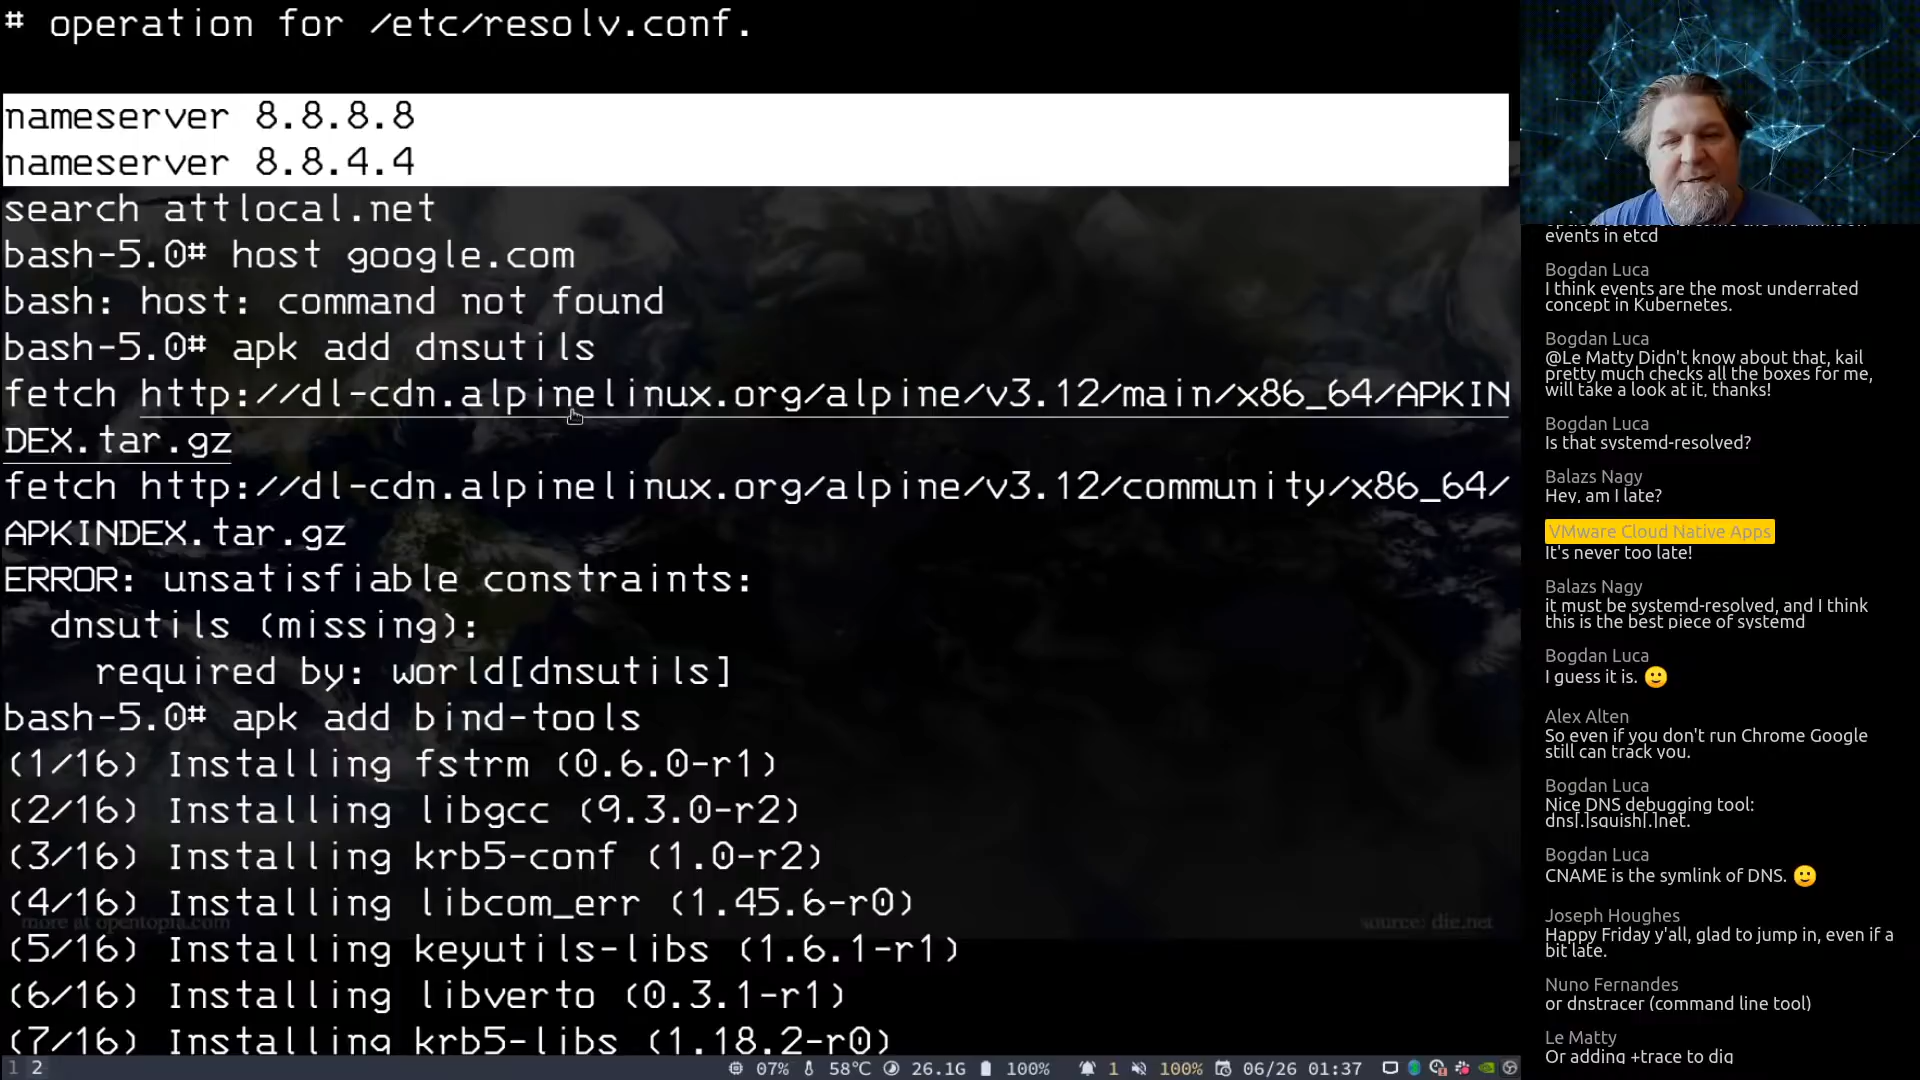 # operation for /etc/resolv.conf.
nameserver 8.8.8.8
nameserver 8.8.4.4
search attlocal.net
bash-5.0# host google.com
bash: host: command not found
bash-5.0# apk add dnsutils
fetch http://dl-cdn.alpinelinux.org/alpine/v3.12/main/x86_64/APKIN
DEX.tar.gz
fetch http://dl-cdn.alpinelinux.org/alpine/v3.12/community/x86_64/
APKINDEX.tar.gz
ERROR: unsatisfiable constraints:
dnsutils (missing):
required by: world[dnsutils]
bash-5.0# apk add bind-tools
(1/16) Installing fstrm (0.6.0-r1)
(2/16) Installing libgcc (9.3.0-r2)
(3/16) Installing krb5-conf (1.0-r2)
(4/16) Installing libcom_err (1.45.6-r0)
more at opentopia.com
source: die.net
(5/16) Installing keyutils-libs (1.6.1-r1)
(6/16) Installing libverto (0.3.1-r1)
(7/16) Installing krb5-libs (1.18.2-r0)
1 2
07% 58°C 26.1G 100% 1 100% 06/26 01:37
events in etcd
Bogdan Luca
I think events are the most underrated
concept in Kubernetes.
Bogdan Luca
@Le Matty Didn't know about that, kail
pretty much checks all the boxes for me,
will take a look at it, thanks!
Bogdan Luca
Is that systemd-resolved?
Balazs Nagy
Hey, am I late?
VMware Cloud Native Apps
It's never too late!
Balazs Nagy
it must be systemd-resolved, and I think
this is the best piece of systemd
Bogdan Luca
I guess it is. 🙂
Alex Alten
So even if you don't run Chrome Google
still can track you.
Bogdan Luca
Nice DNS debugging tool:
dns[.]squish[.]net.
Bogdan Luca
CNAME is the symlink of DNS. 🙂
Joseph Houghes
Happy Friday y'all, glad to jump in, even if a
bit late.
Nuno Fernandes
or dnstracer (command line tool)
Le Matty
Or adding +trace to dig